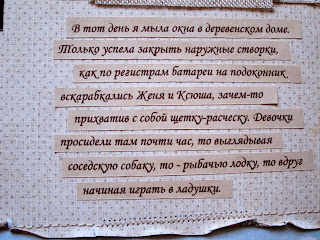 В тот день я мыла окна в деревенском доме.
Только успела закрыть наружные створки,
как по регистрам батареи на подоконник
вскарабкались Женя и Ксюша, зачем-то
прихватив с собой щетку-расческу. Девочки
просидели там почти час, то выглядывая
соседскую собаку, то - рыбачью лодку, то вдруг
начиная играть в ладушки.